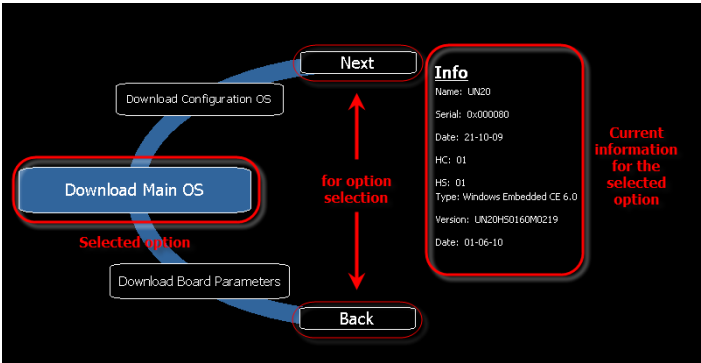 Next
Download Configuration OS
Download Main OS
Selected option
Download Board Parameters
Back
for option
selection
Info
Name: UN20
Serial: 0x000080
Date: 21-10-09
HC: 01
HS: 01
Type: Windows Embedded CE 6.0
Version: UN20HS0160M0219
Date: 01-06-10
Current
information
for the
selected
option